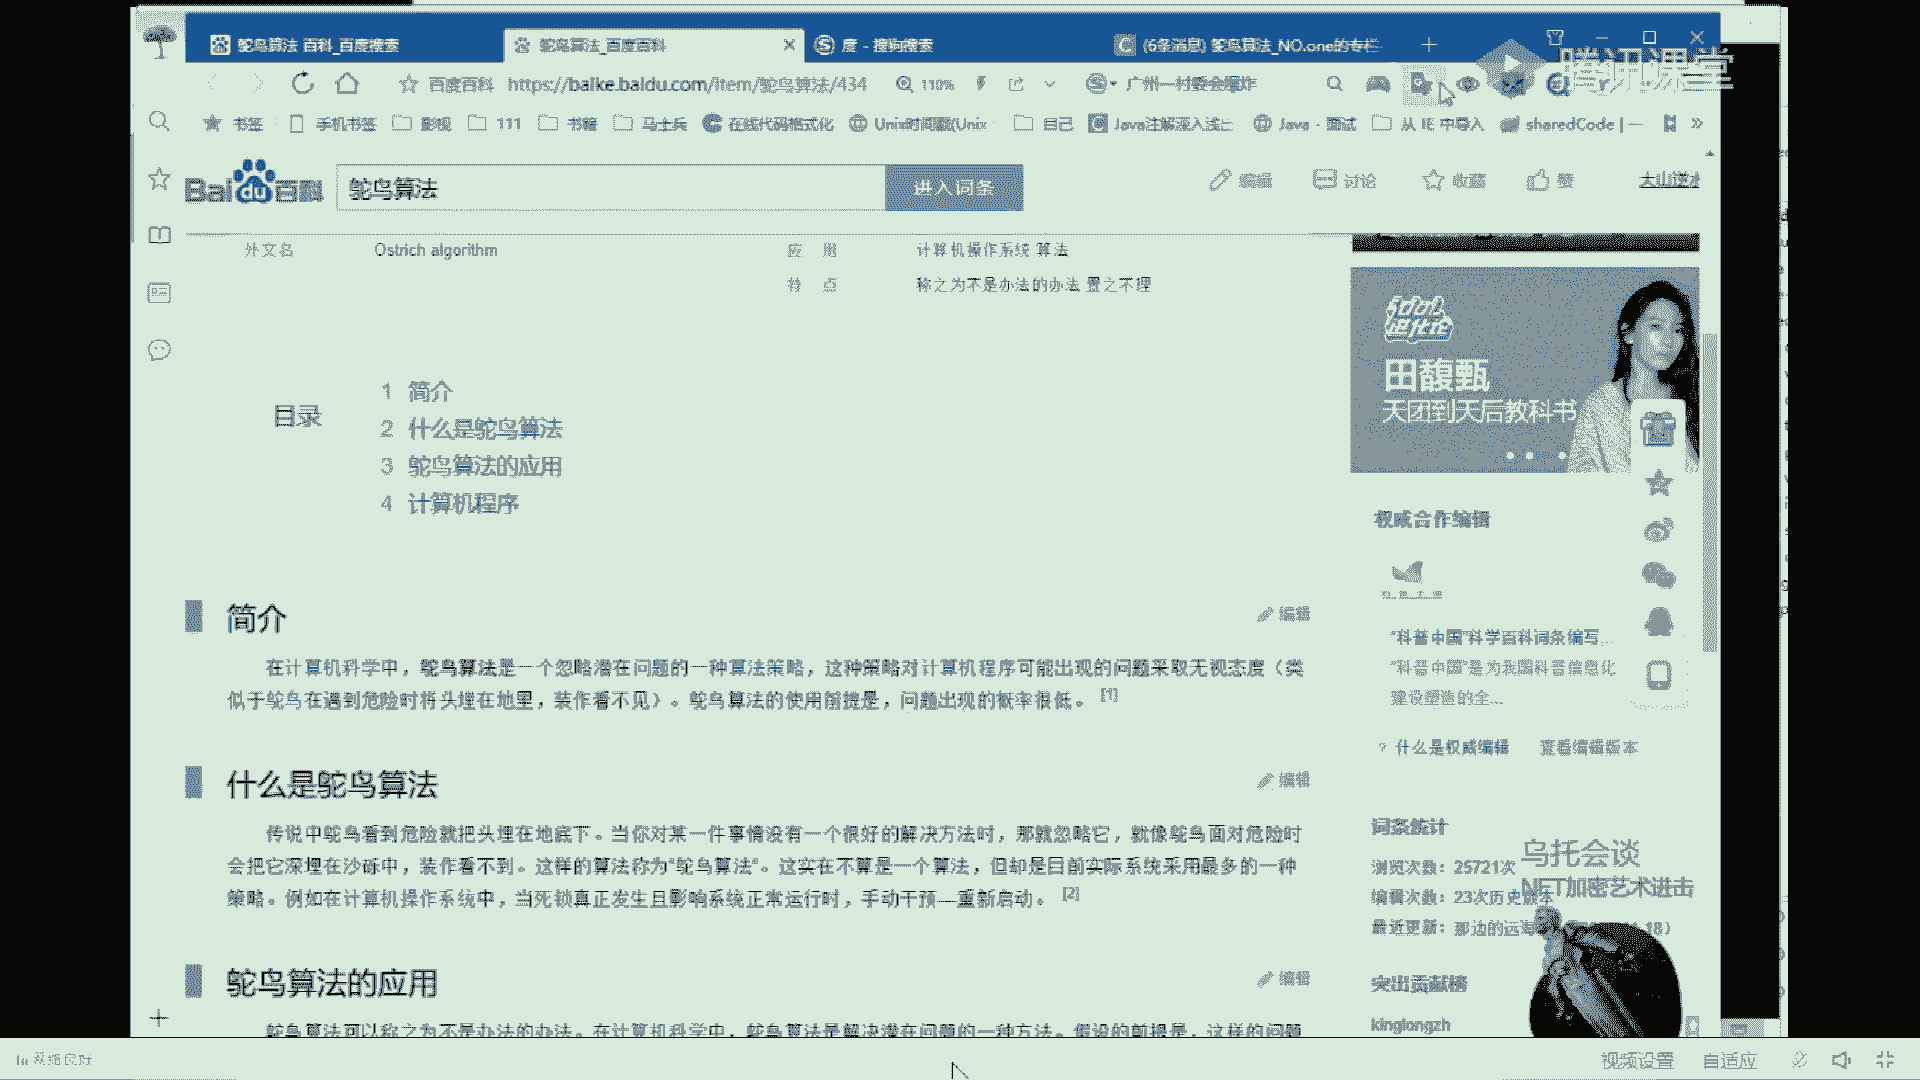 鸵鸟算法 百科_百度搜索
鸵鸟算法_百度百科
度 - 搜狗搜索
(6条消息) 鸵鸟算法_NO.one的专栏
腾讯课堂
百度百科
https://baike.baidu.com/item/鸵鸟算法/434
110%
广州一村委会爆炸
书签
手机书签
影视
111
书籍
马士兵
在线代码格式化
Unix时间戳(Unix
自己
Java注解深入浅出
Java - 面试
从 IE 中导入
sharedCode | —
Bai du 百科
鸵鸟算法
进入词条
编辑
讨论
收藏
赞
外文名
Ostrich algorithm
应 用
计算机操作系统 算法
特 点
称之为不是办法的办法 置之不理
目录
1 简介
2 什么是鸵鸟算法
3 鸵鸟算法的应用
4 计算机程序
田馥甄
天团到天后教科书
权威合作编辑
“科普中国”科学百科词条编写...
“科普中国”是为我国科普信息化
建设塑造的全...
? 什么是权威编辑
查看编辑版本
简介
编辑
在计算机科学中，鸵鸟算法是一个忽略潜在问题的一种算法策略，这种策略对计算机程序可能出现的问题采取无视态度（类
似于鸵鸟在遇到危险时将头埋在地里，装作看不见）。鸵鸟算法的使用前提是，问题出现的概率很低。 [1]
什么是鸵鸟算法
编辑
传说中鸵鸟看到危险就把头埋在地底下。当你对某一件事情没有一个很好的解决方法时，那就忽略它，就像鸵鸟面对危险时
会把它深埋在沙砾中，装作看不到。这样的算法称为“鸵鸟算法”。这实在不算是一个算法，但却是目前实际系统采用最多的一种
策略。例如在计算机操作系统中，当死锁真正发生且影响系统正常运行时，手动干预—重新启动。 [2]
词条统计
浏览次数：25721次
编辑次数：23次历史版本
最近更新：
乌托会谈
NFT加密艺术进击
鸵鸟算法的应用
编辑
鸵鸟算法可以称之为不是办法的办法。在计算机科学中，鸵鸟算法是解决潜在问题的一种方法。假设的前提是，这样的问题
突出贡献榜
kinglongzh
视频设置
自适应